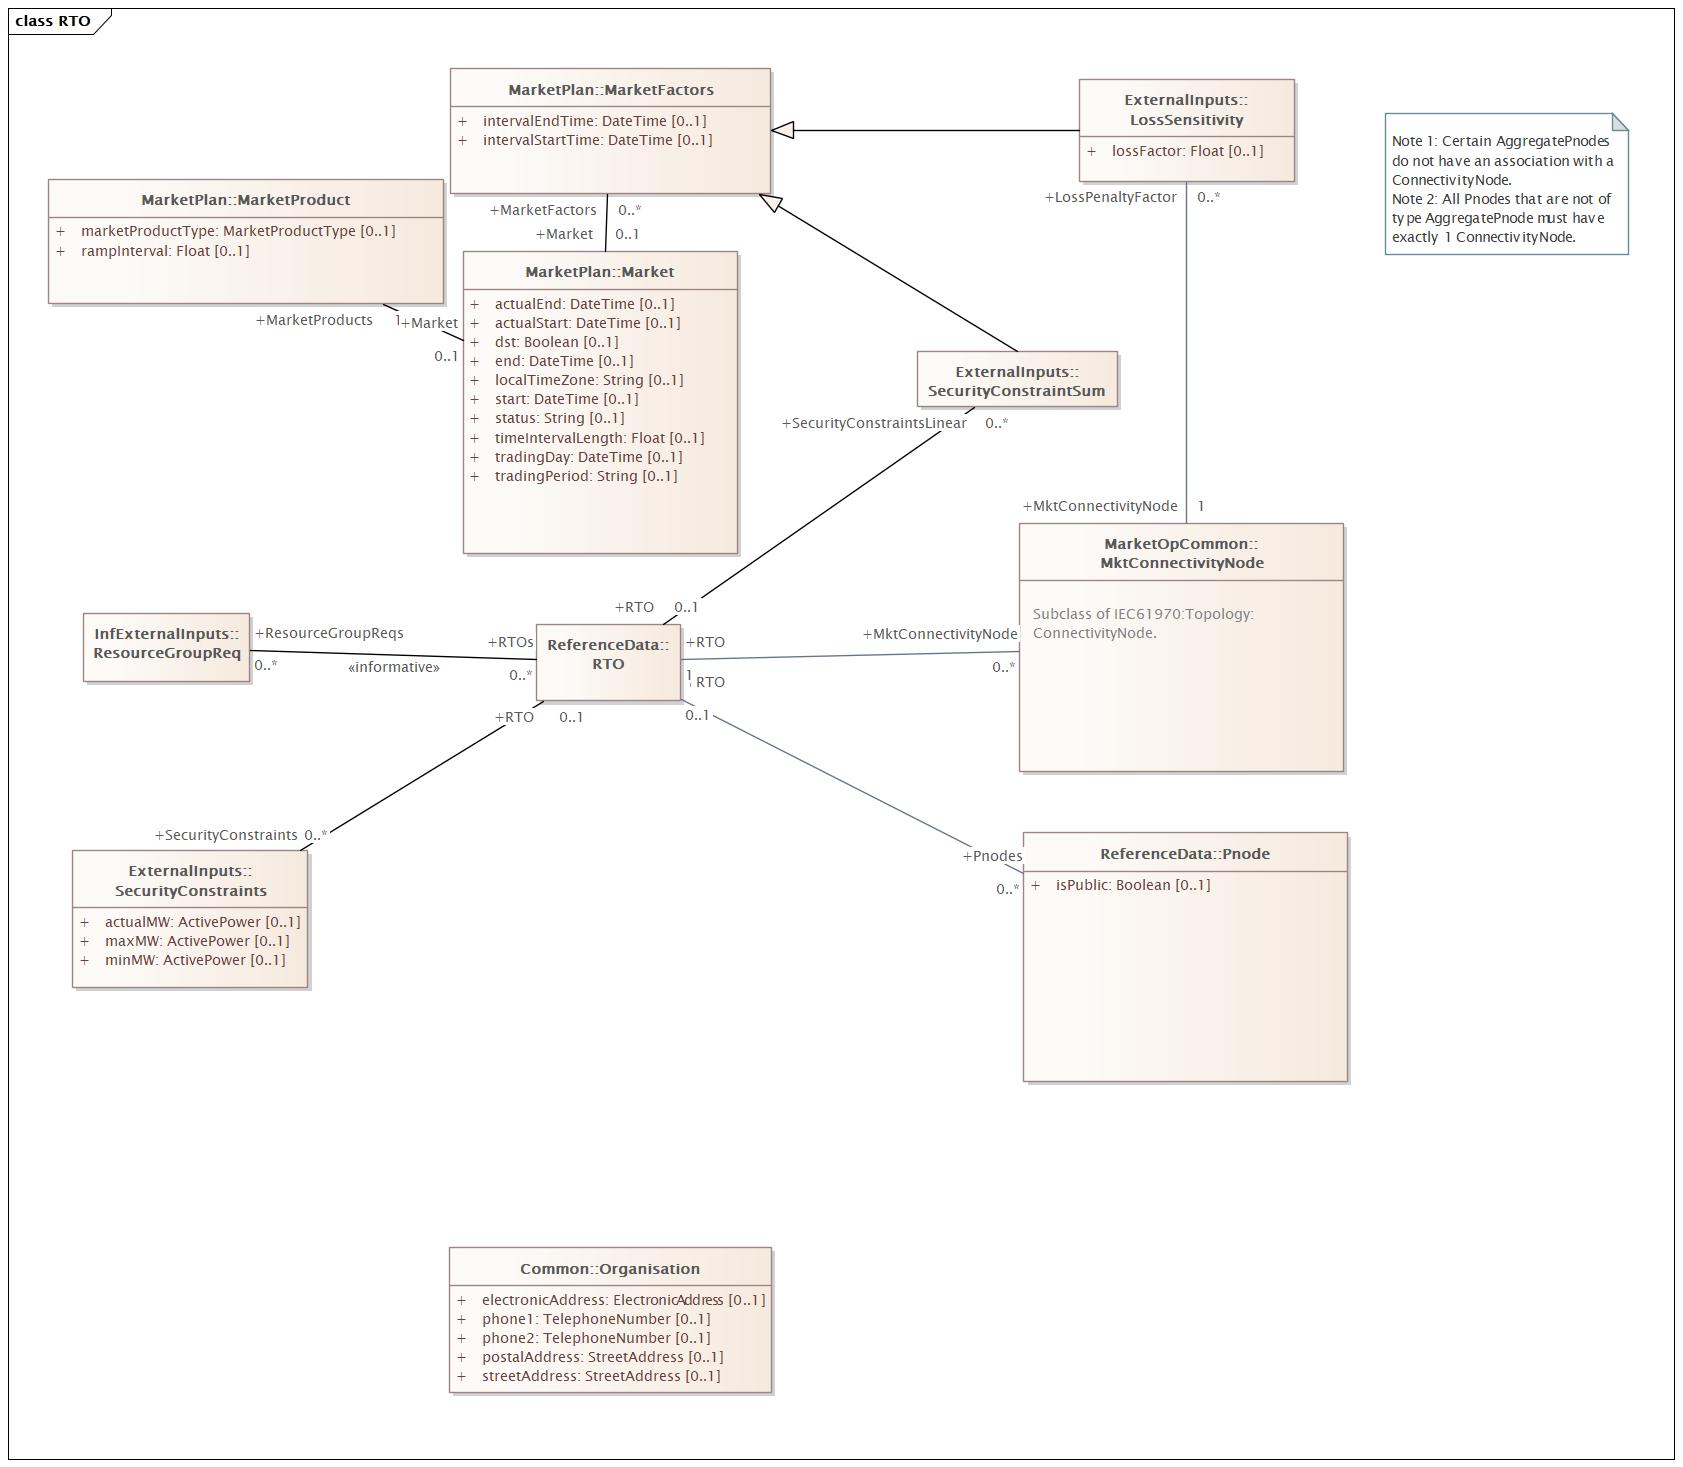 class RTO
MarketPlan::MarketFactors
+ intervalEndTime: DateTime [0..1]
+ intervalStartTime: DateTime [0..1]
ExternalInputs::
LossSensitivity
+ lossFactor: Float [0..1]
Note 1: Certain AggregatePnodes
do not have an association with a
ConnectivityNode.
Note 2: All Pnodes that are not of
type AggregatePnode must have
exactly 1 ConnectivityNode.
MarketPlan::MarketProduct
+ marketProductType: MarketProductType [0..1]
+ rampInterval: Float [0..1]
+LossPenaltyFactor 0..*
+MarketFactors 0..*
+Market 0..1
MarketPlan::Market
+ actualEnd: DateTime [0..1]
+ actualStart: DateTime [0..1]
+ dst: Boolean [0..1]
+ end: DateTime [0..1]
+ localTimeZone: String [0..1]
+ start: DateTime [0..1]
+ status: String [0..1]
+ timeIntervalLength: Float [0..1]
+ tradingDay: DateTime [0..1]
+ tradingPeriod: String [0..1]
+MarketProducts 1
+Market
0..1
ExternalInputs::
SecurityConstraintSum
+SecurityConstraintsLinear 0..*
+MktConnectivityNode 1
MarketOpCommon::
MktConnectivityNode
Subclass of IEC61970:Topology:
ConnectivityNode.
+RTO 0..1
InfExternalInputs::
ResourceGroupReq
+ResourceGroupReqs
0..*
«informative»
+RTOs
0..*
ReferenceData::
RTO
+RTO
1
+MktConnectivityNode
0..*
RTO
0..1
+RTO 0..1
+SecurityConstraints 0..*
ExternalInputs::
SecurityConstraints
+ actualMW: ActivePower [0..1]
+ maxMW: ActivePower [0..1]
+ minMW: ActivePower [0..1]
+Pnodes
0..*
ReferenceData::Pnode
+ isPublic: Boolean [0..1]
Common::Organisation
+ electronicAddress: ElectronicAddress [0..1]
+ phone1: TelephoneNumber [0..1]
+ phone2: TelephoneNumber [0..1]
+ postalAddress: StreetAddress [0..1]
+ streetAddress: StreetAddress [0..1]